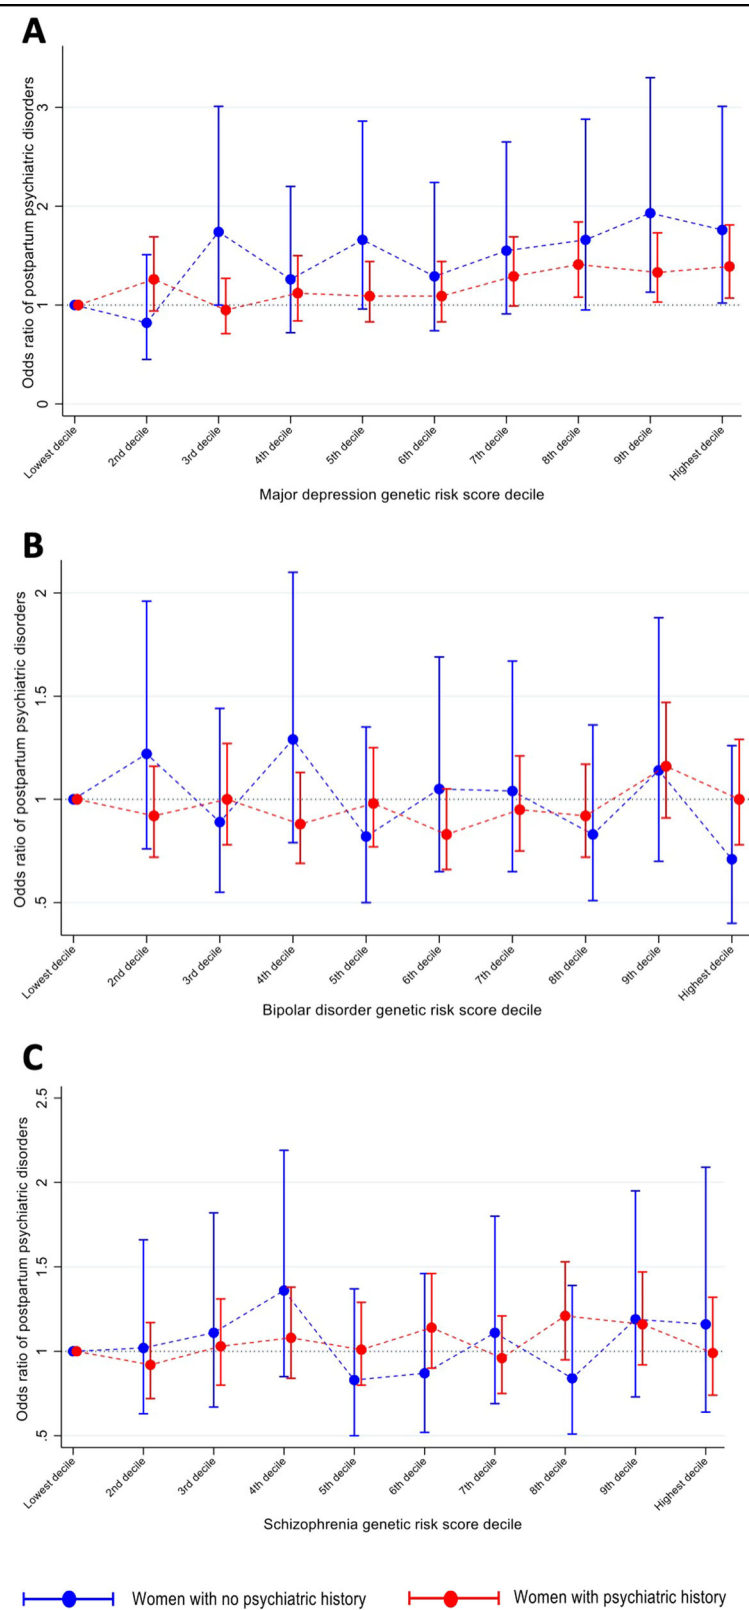 A
Odds ratio of postpartum psychiatric disorders
3
2
1
0
Lowest decile
2nd decile
3rd decile
4th decile
5th decile
6th decile
7th decile
8th decile
9th decile
Highest decile
Major depression genetic risk score decile
B
Odds ratio of postpartum psychiatric disorders
2
1.5
1
.5
Lowest decile
2nd decile
3rd decile
4th decile
5th decile
6th decile
7th decile
8th decile
9th decile
Highest decile
Bipolar disorder genetic risk score decile
C
Odds ratio of postpartum psychiatric disorders
2.5
2
1.5
1
.5
Lowest decile
2nd decile
3rd decile
4th decile
5th decile
6th decile
7th decile
8th decile
9th decile
Highest decile
Schizophrenia genetic risk score decile
Women with no psychiatric history
Women with psychiatric history